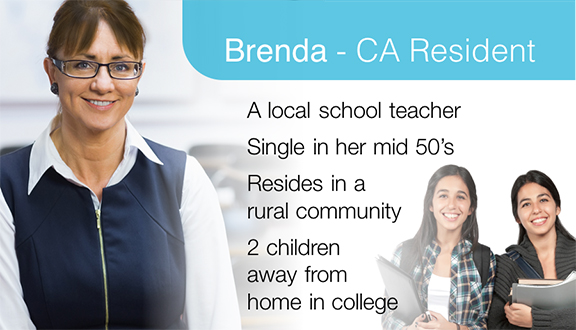 Brenda - CA Resident
A local school teacher
Single in her mid 50's
Resides in a
rural community
2 children
away from
home in college